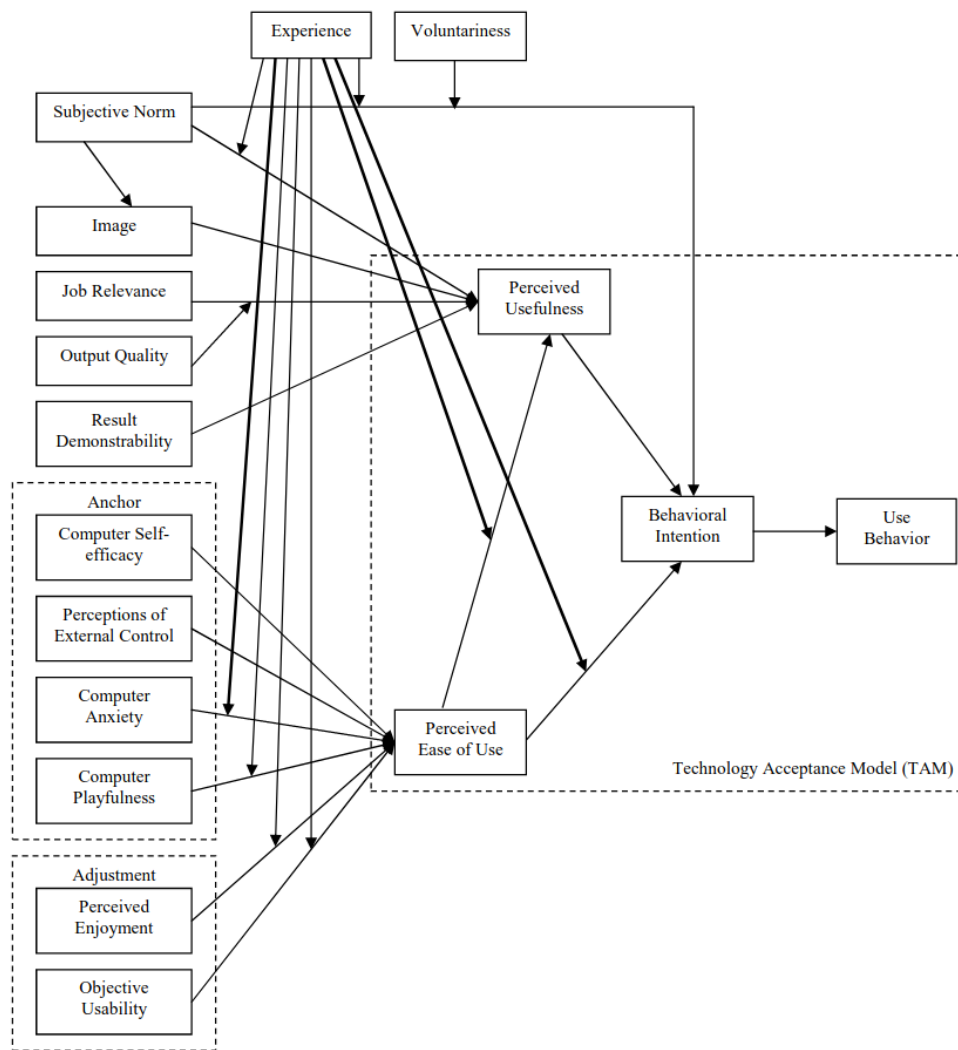 Experience
Voluntariness
Subjective Norm
Image
Job Relevance
Output Quality
Result
Demonstrability
Perceived
Usefulness
Anchor
Computer Self-
efficacy
Perceptions of
External Control
Computer
Anxiety
Computer
Playfulness
Behavioral
Intention
Use
Behavior
Perceived
Ease of Use
Technology Acceptance Model (TAM)
Adjustment
Perceived
Enjoyment
Objective
Usability